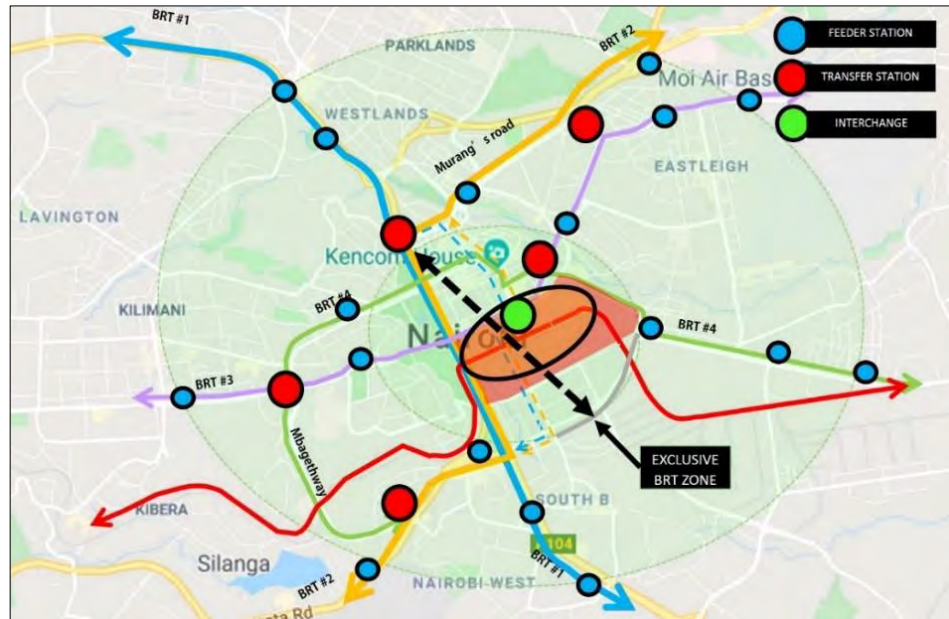 BRT #1
PARKLANDS
BRT #2
FEEDER STATION
Moi Air Bas
TRANSFER STATION
WESTLANDS
INTERCHANGE
Murang's road
EASTLEIGH
LAVINGTON
Kencom House
KILIMANI
BRT #4
BRT #4
BRT #3
Mbagethway
EXCLUSIVE
BRT ZONE
KIBERA
SOUTH B
104
Silanga
BRT #2
NAIROBI WEST
BRT #1
Rd